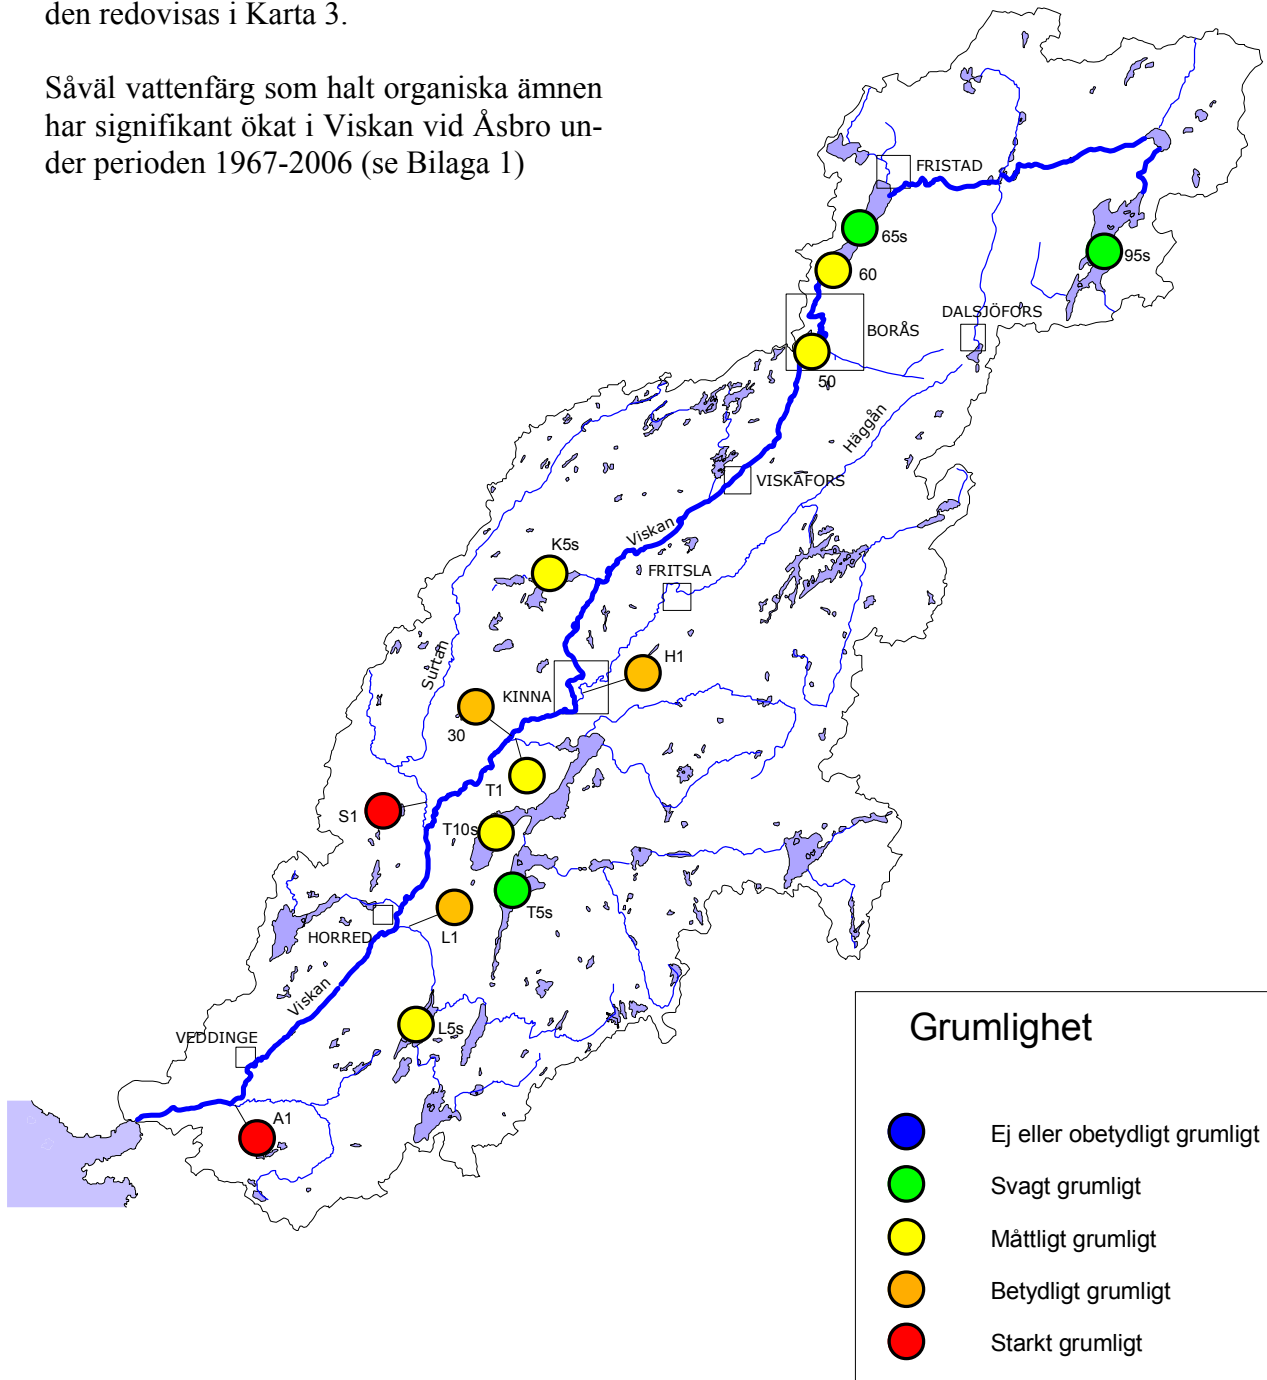 den redovisas i Karta 3.
Såväl vattenfärg som halt organiska ämnen
har signifikant ökat i Viskan vid Åsbro un-
der perioden 1967-2006 (se Bilaga 1)
FRISTAD
65s
95s
60
DALSJÖFORS
BORÅS
50
Häggån
VISKAFORS
Viskan
K5s
FRITSLA
Surtan
H1
KINNA
30
T1
S1
T10s
T5s
L1
HORRED
Viskan
L5s
VEDDINGE
A1
Grumlighet
Ej eller obetydligt grumligt
Svagt grumligt
Måttligt grumligt
Betydligt grumligt
Starkt grumligt